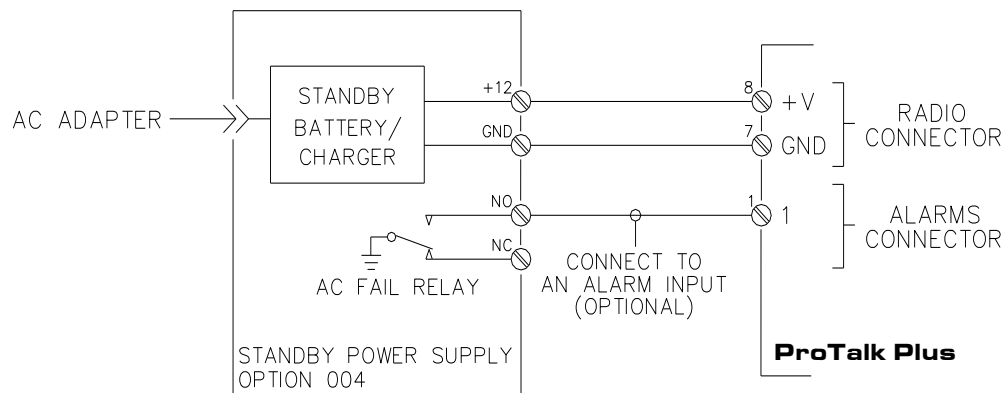 AC ADAPTER
STANDBY
BATTERY/
CHARGER
+12
GND
NO
NC
AC FAIL RELAY
STANDBY POWER SUPPLY
OPTION 004
CONNECT TO
AN ALARM INPUT
(OPTIONAL)
8
+V
7
GND
1
1
RADIO
CONNECTOR
ALARMS
CONNECTOR
ProTalk Plus